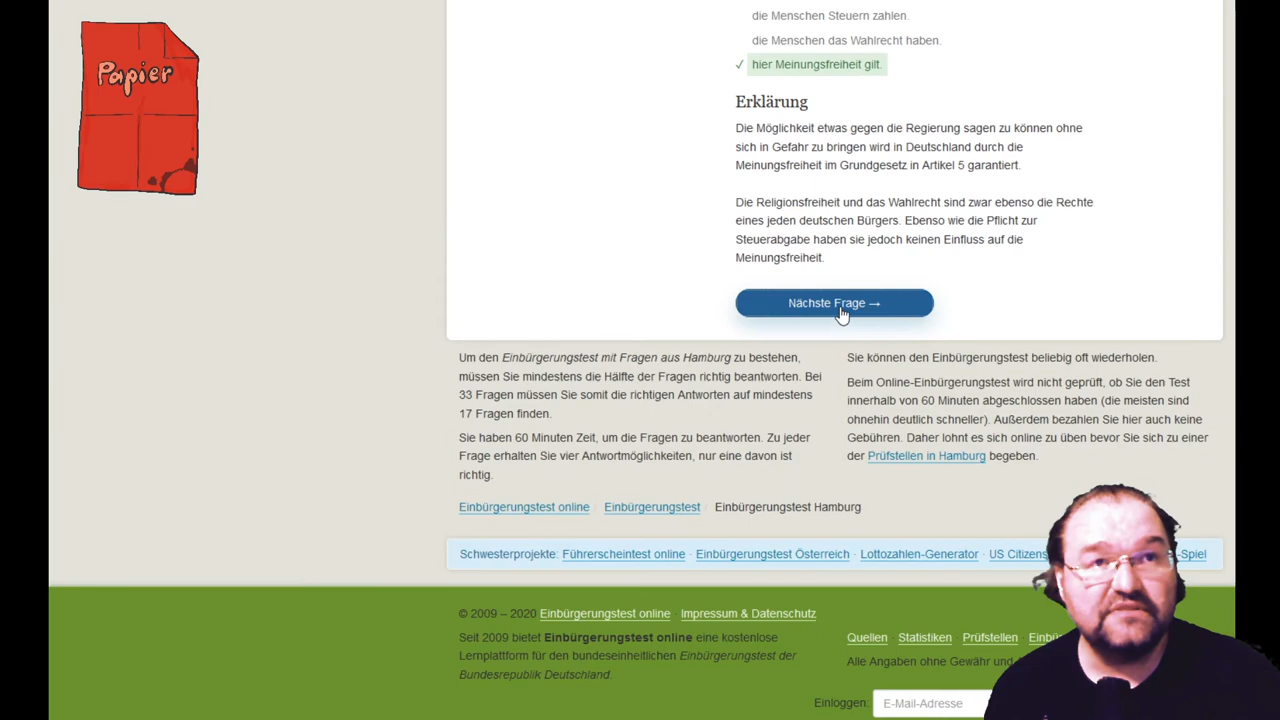 Papier
die Menschen Steuern zahlen.
die Menschen das Wahlrecht haben.
✓ hier Meinungsfreiheit gilt.
Erklärung
Die Möglichkeit etwas gegen die Regierung sagen zu können ohne
sich in Gefahr zu bringen wird in Deutschland durch die
Meinungsfreiheit im Grundgesetz in Artikel 5 garantiert.
Die Religionsfreiheit und das Wahlrecht sind zwar ebenso die Rechte
eines jeden deutschen Bürgers. Ebenso wie die Pflicht zur
Steuerabgabe haben sie jedoch keinen Einfluss auf die
Meinungsfreiheit.
Nächste Frage →
Um den Einbürgerungstest mit Fragen aus Hamburg zu bestehen,
müssen Sie mindestens die Hälfte der Fragen richtig beantworten. Bei
33 Fragen müssen Sie somit die richtigen Antworten auf mindestens
17 Fragen finden.
Sie haben 60 Minuten Zeit, um die Fragen zu beantworten. Zu jeder
Frage erhalten Sie vier Antwortmöglichkeiten, nur eine davon ist
richtig.
Sie können den Einbürgerungstest beliebig oft wiederholen.
Beim Online-Einbürgerungstest wird nicht geprüft, ob Sie den Test
innerhalb von 60 Minuten abgeschlossen haben (die meisten sind
ohnehin deutlich schneller). Außerdem bezahlen Sie hier auch keine
Gebühren. Daher lohnt es sich online zu üben bevor Sie sich zu einer
der Prüfstellen in Hamburg begeben.
Einbürgerungstest online / Einbürgerungstest / Einbürgerungstest Hamburg
Schwesterprojekte: Führerscheintest online · Einbürgerungstest Österreich · Lottozahlen-Generator · US Citizens -Spiel
© 2009 – 2020 Einbürgerungstest online · Impressum & Datenschutz
Seit 2009 bietet Einbürgerungstest online eine kostenlose
Lernplattform für den bundeseinheitlichen Einbürgerungstest der
Bundesrepublik Deutschland.
Quellen · Statistiken · Prüfstellen · Einbü
Alle Angaben ohne Gewähr und
Einloggen: E-Mail-Adresse